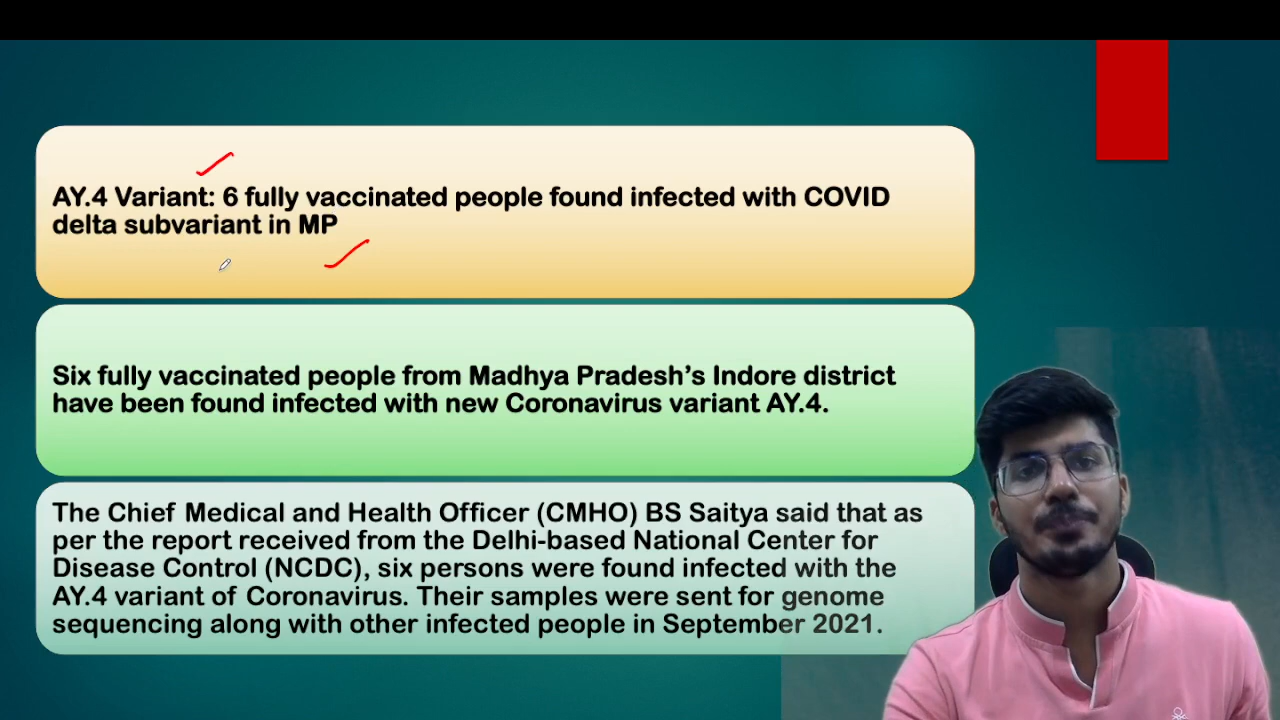 AY.4 Variant: 6 fully vaccinated people found infected with COVID
delta subvariant in MP
Six fully vaccinated people from Madhya Pradesh’s Indore district
have been found infected with new Coronavirus variant AY.4.
The Chief Medical and Health Officer (CMHO) BS Saitya said that as
per the report received from the Delhi-based National Center for
Disease Control (NCDC), six persons were found infected with the
AY.4 variant of Coronavirus. Their samples were sent for genome
sequencing along with other infected people in September 2021.